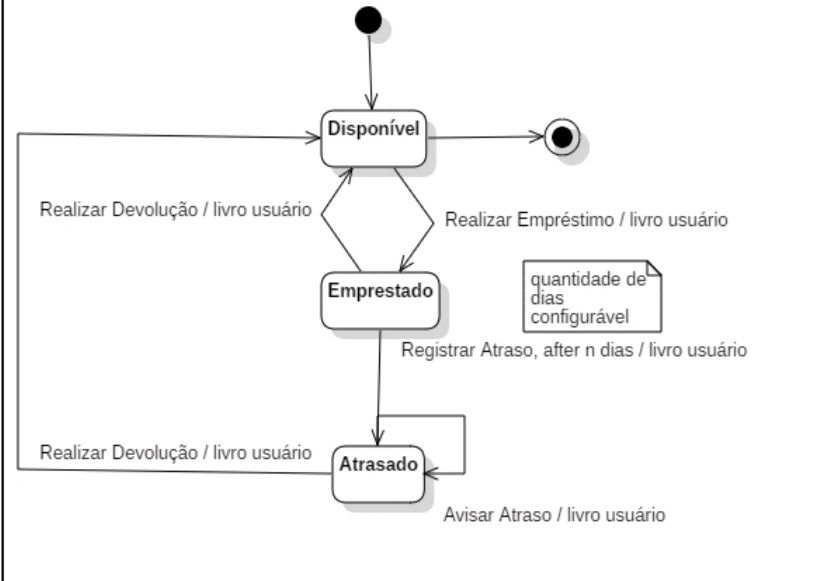 Disponível
Realizar Devolução / livro usuário
Realizar Empréstimo / livro usuário
Emprestado
quantidade de
dias
configurável
Registrar Atraso, after n dias / livro usuário
Realizar Devolução / livro usuário
Atrasado
Avisar Atraso / livro usuário